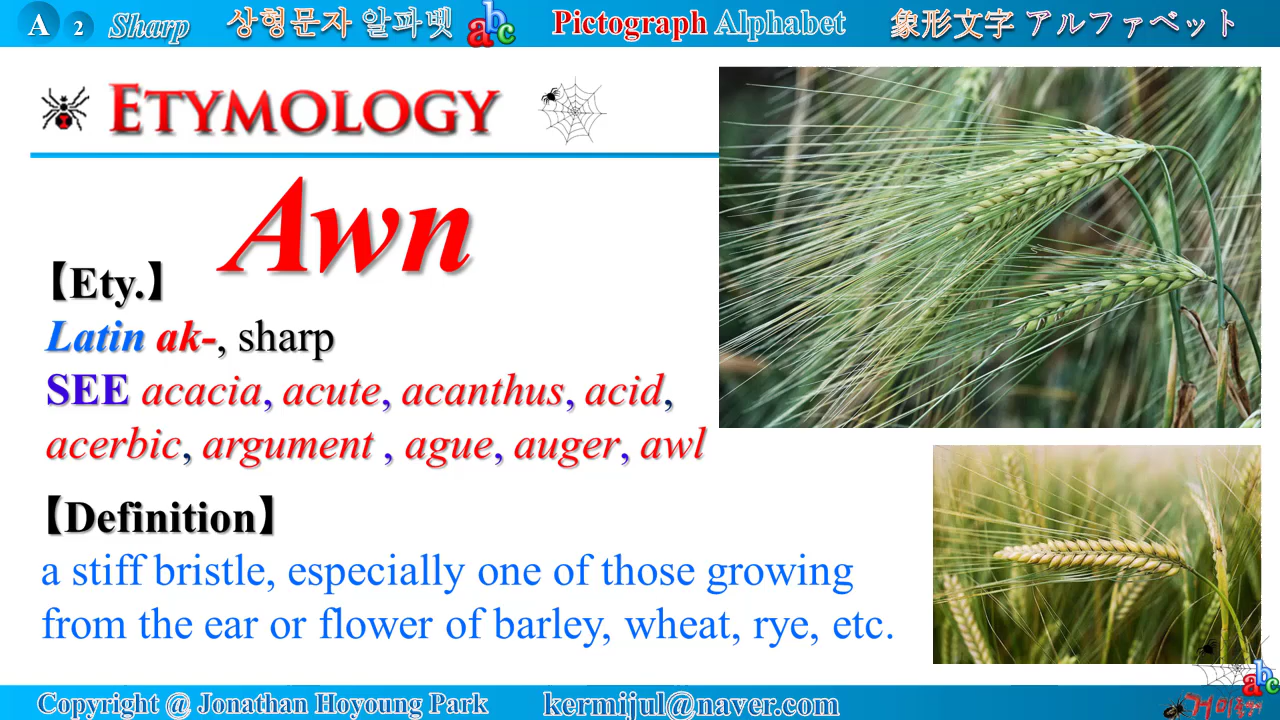 A 2 Sharp 상형문자 알파벳 abc Pictograph Alphabet 象形文字 アルファベット
ETYMOLOGY
Awn
【Ety.】
Latin ak-, sharp
SEE acacia, acute, acanthus, acid,
acerbic, argument , ague, auger, awl
【Definition】
a stiff bristle, especially one of those growing
from the ear or flower of barley, wheat, rye, etc.
abc
Copyright @ Jonathan Hoyoung Park kermijul@naver.com